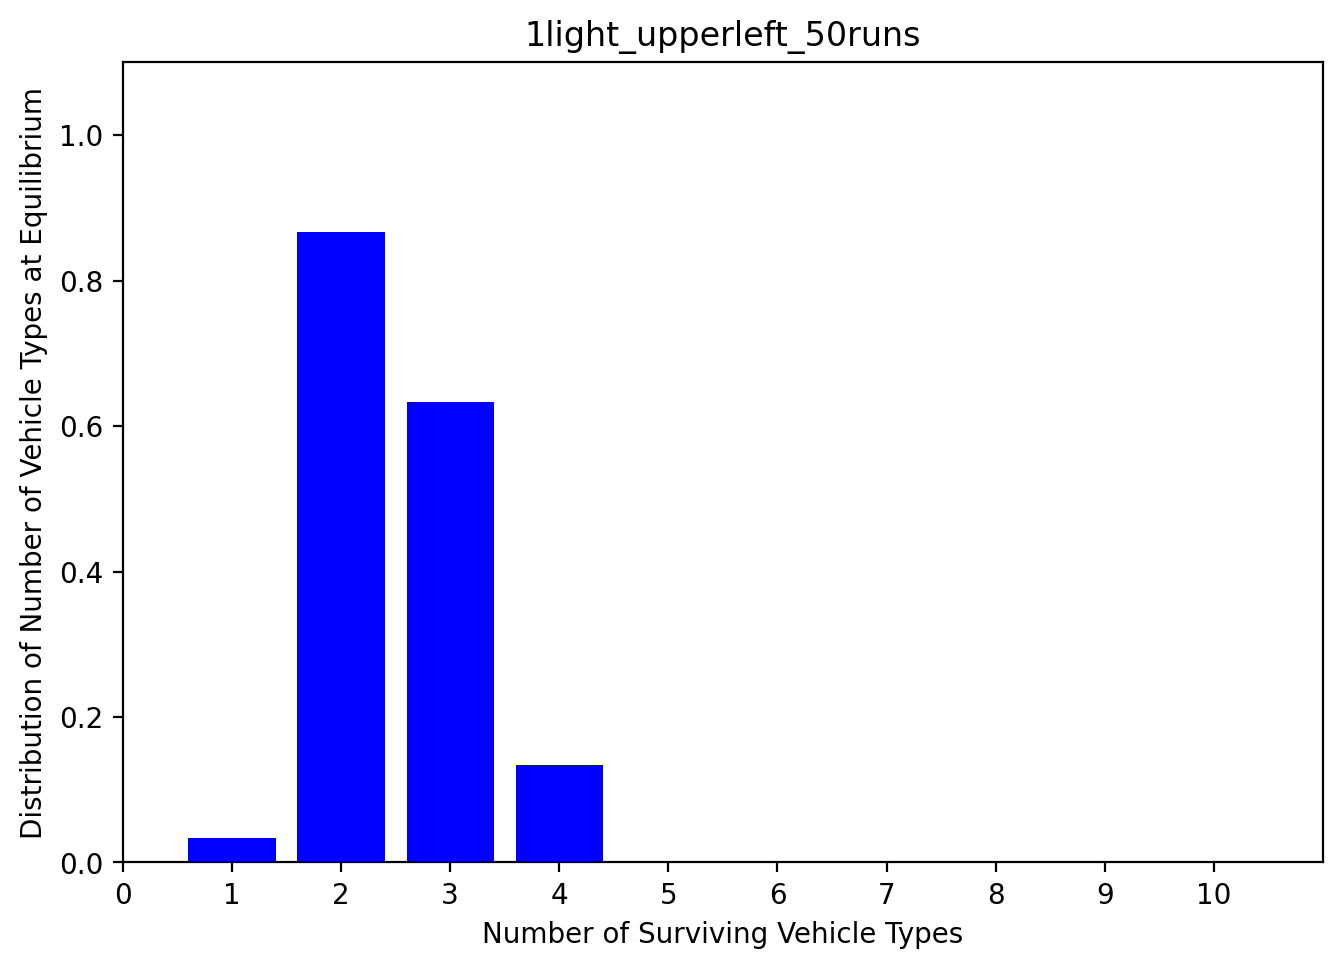 1light_upperleft_50runs
Distribution of Number of Vehicle Types at Equilibrium
1.0
0.8
0.6
0.4
0.2
0.0
0 1 2 3 4 5 6 7 8 9 10
Number of Surviving Vehicle Types